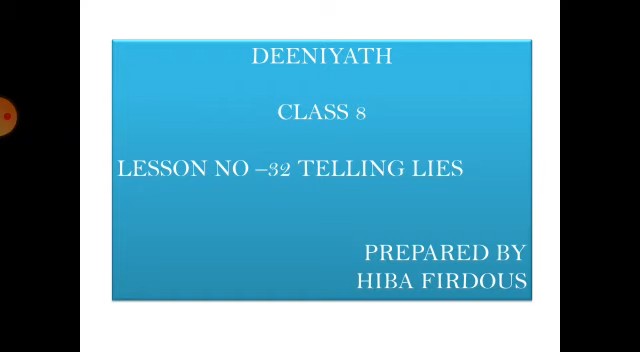 DEENIYATH
CLASS 8
LESSON NO –32 TELLING LIES
PREPARED BY
HIBA FIRDOUS